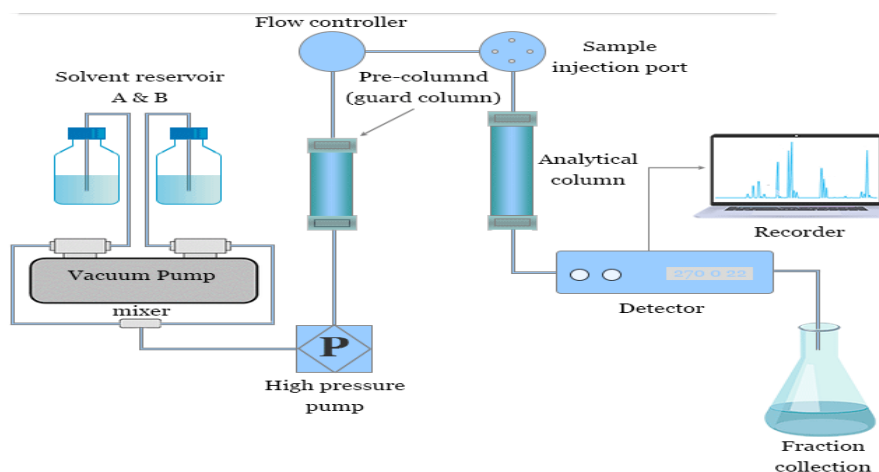 Flow controller
Solvent reservoir
A & B
Pre-columnd
(guard column)
Sample
injection port
Analytical
column
Recorder
Vacuum Pump
mixer
P
High pressure
pump
270 0 22
Detector
Fraction
collection